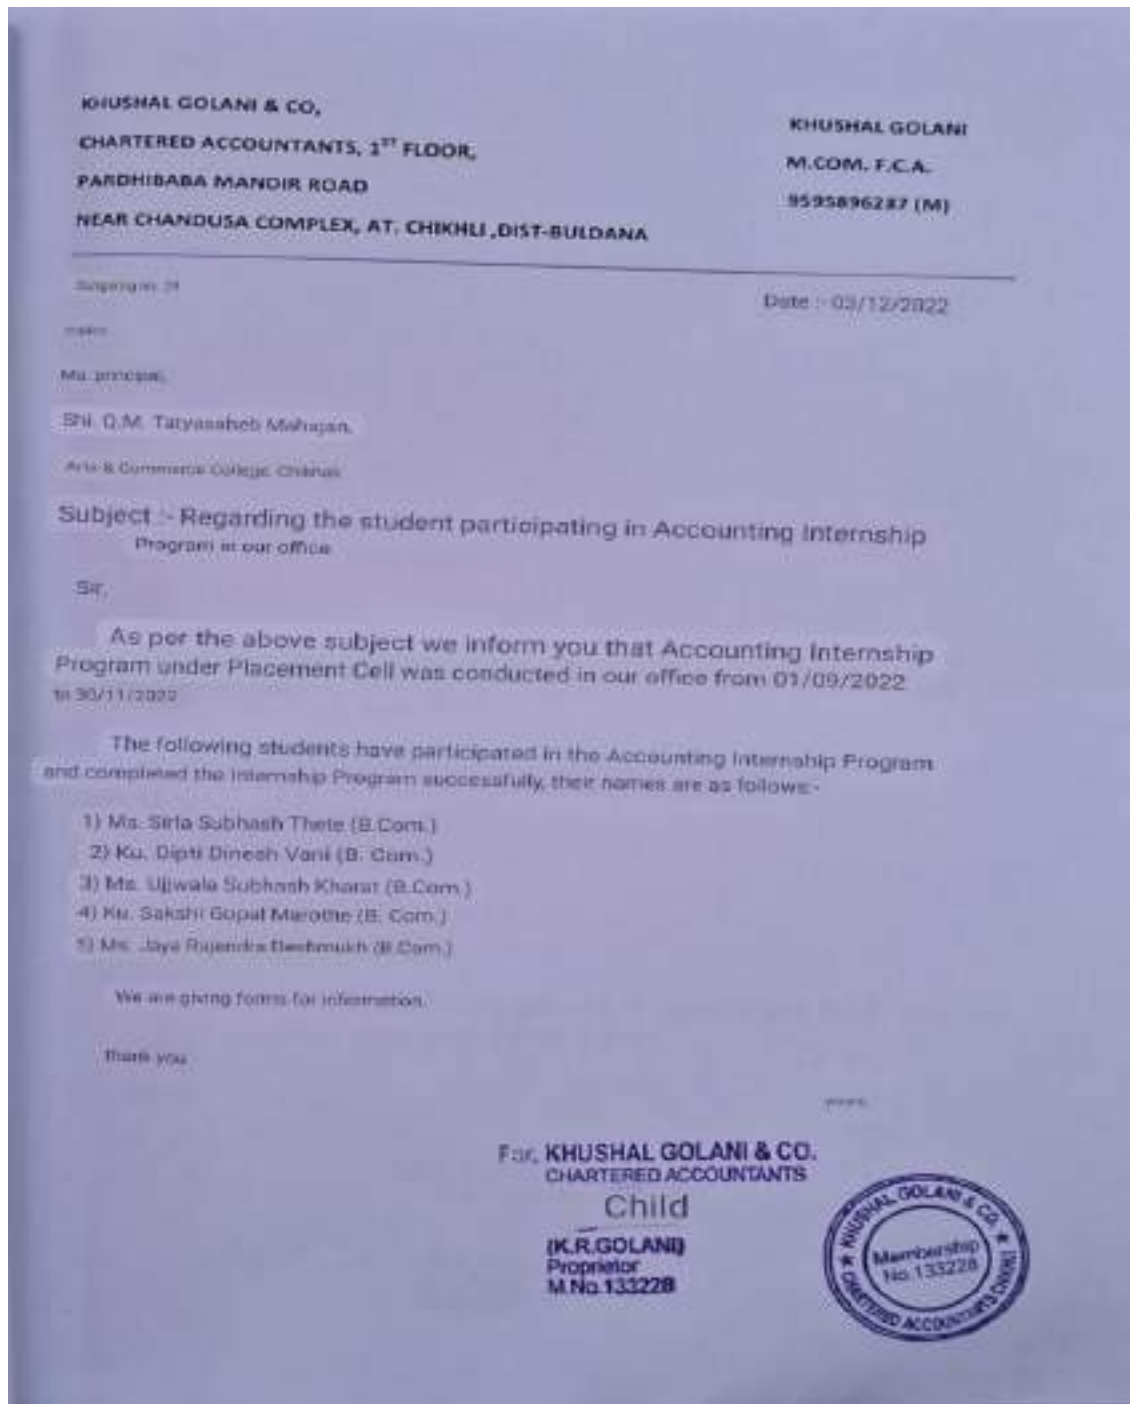 KHUSHAL GOLANI & CO,
CHARTERED ACCOUNTANTS, 1ST FLOOR,
PARDHIBABA MANDIR ROAD
NEAR CHANDUSA COMPLEX, AT. CHIKHLI ,DIST-BULDANA
KHUSHAL GOLANI
M.COM. F.C.A.
9595896287 (M)
Date :- 03/12/2022
Ma. principal,
Shi. Q.M. Tatyasaheb Mahajan,
Arts & Commerce College,
Subject :- Regarding the student participating in Accounting Internship
Program in our office
Sir,
As per the above subject we inform you that Accounting Internship
Program under Placement Cell was conducted in our office from 01/09/2022
to 30/11/2022
The following students have participated in the Accounting Internship Program
and completed the Internship Program successfully, their names are as follows:-
1) Ms. Sirla Subhash Thete (B.Com.)
2) Ku. Dipti Dinesh Vani (B. Com.)
3) Ms. Ujjwala Subhash Kharat (B.Com.)
4) Ku. Sakshi Gopal Marothe (B. Com.)
5) Ms. Jaya Rajendra Deshmukh (B.Com.)
We are giving forms for information.
thank you
For, KHUSHAL GOLANI & CO.
CHARTERED ACCOUNTANTS
Child
(K.R.GOLANI)
Proprietor
M.No.133228
KHUSHAL GOLANI & CO.
Membership
No.133228
CHARTERED ACCOUNTANTS CHIKHLI